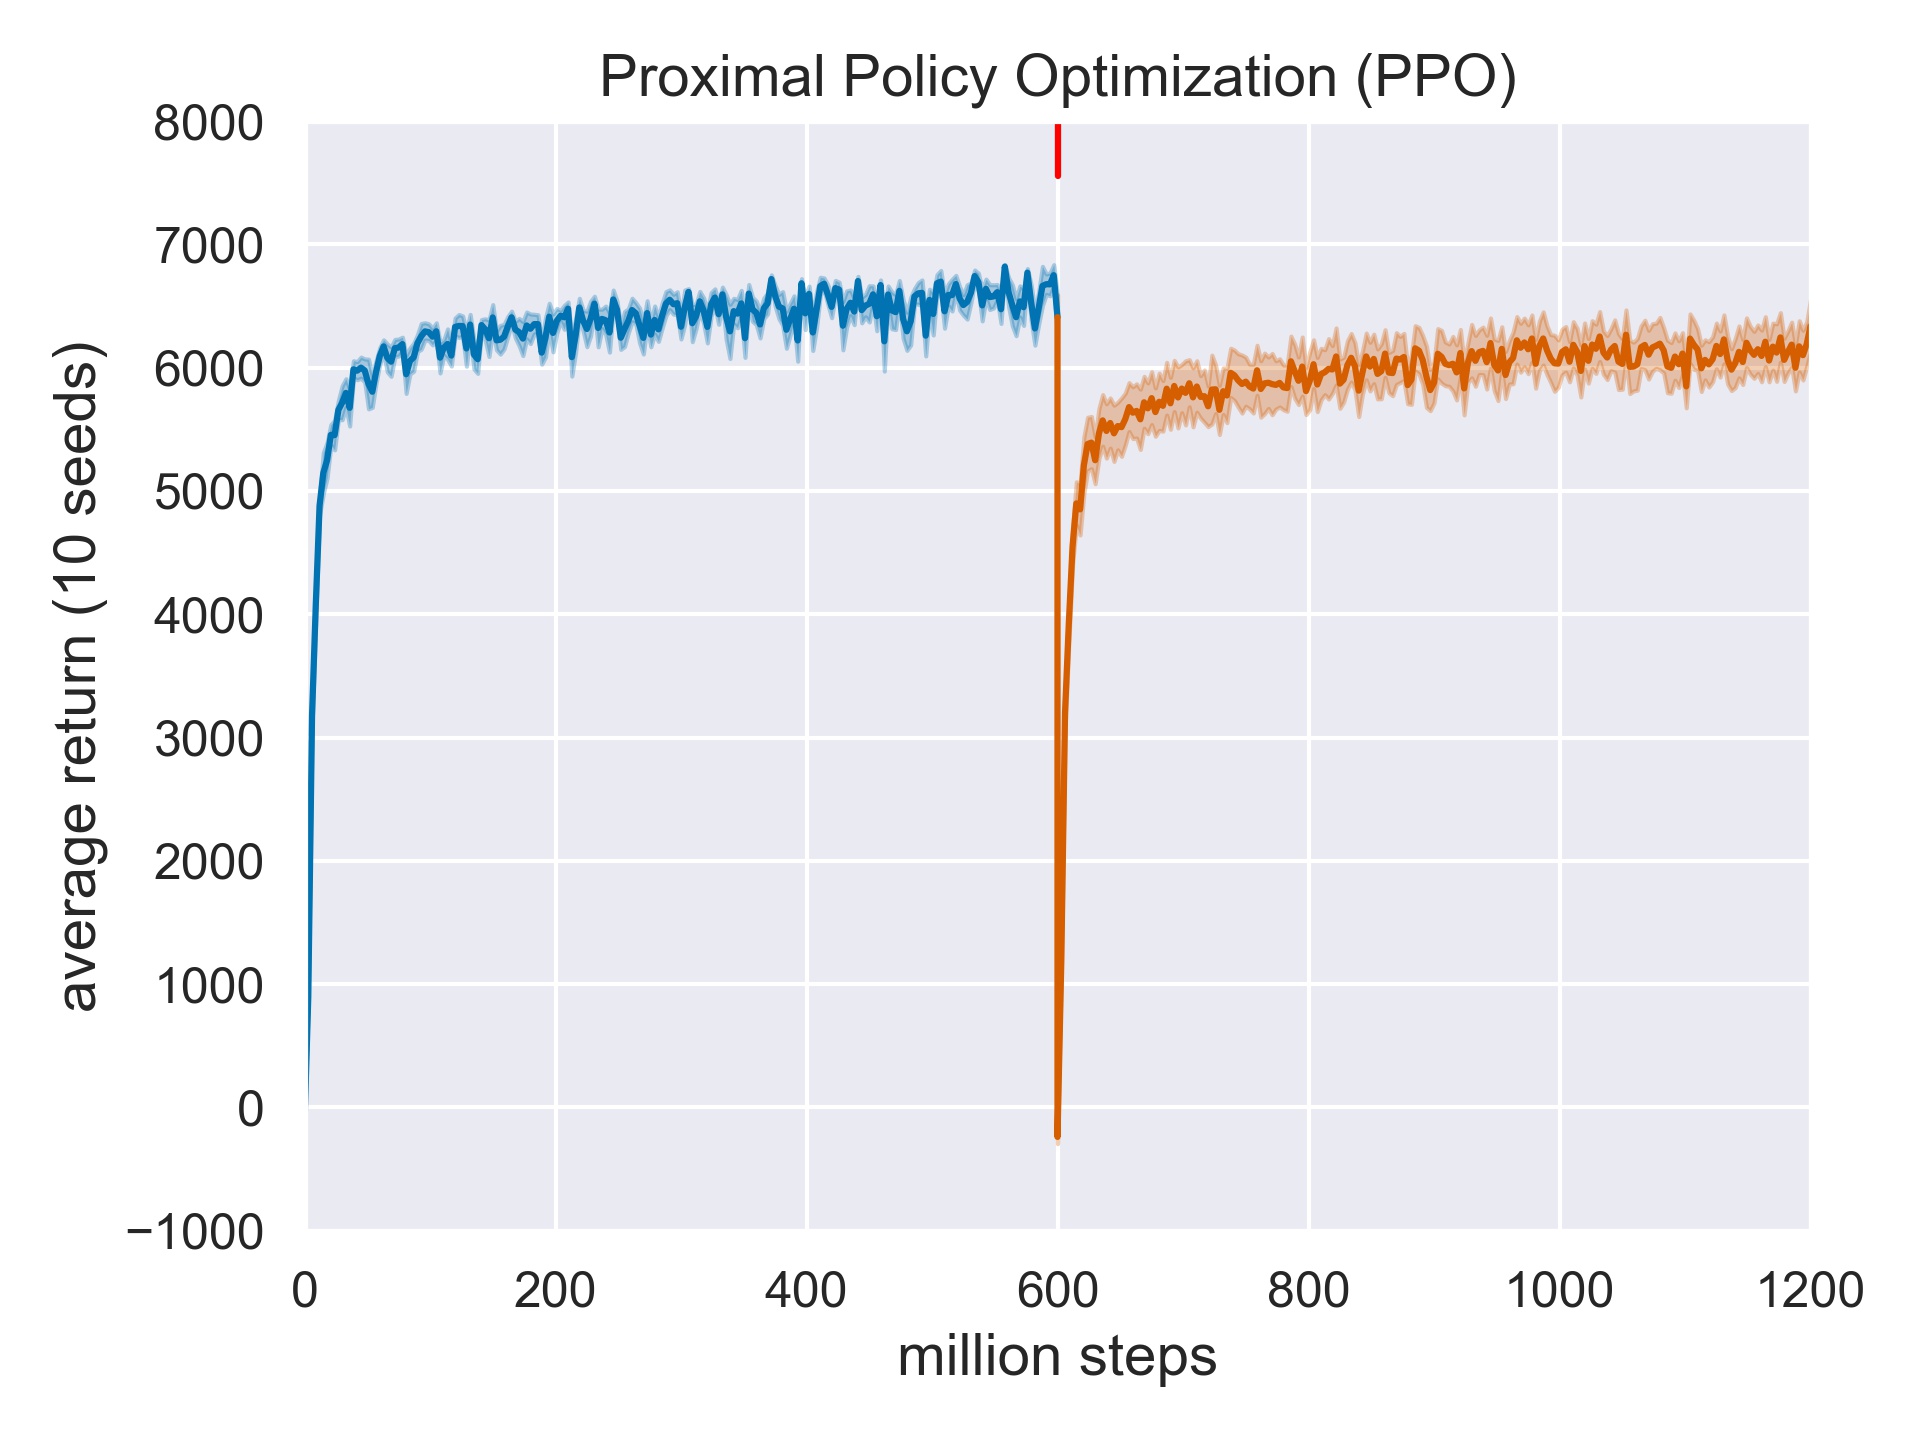 Proximal Policy Optimization (PPO)
8000
7000
6000
5000
4000
3000
2000
1000
0
−1000
average return (10 seeds)
0 200 400 600 800 1000 1200
million steps